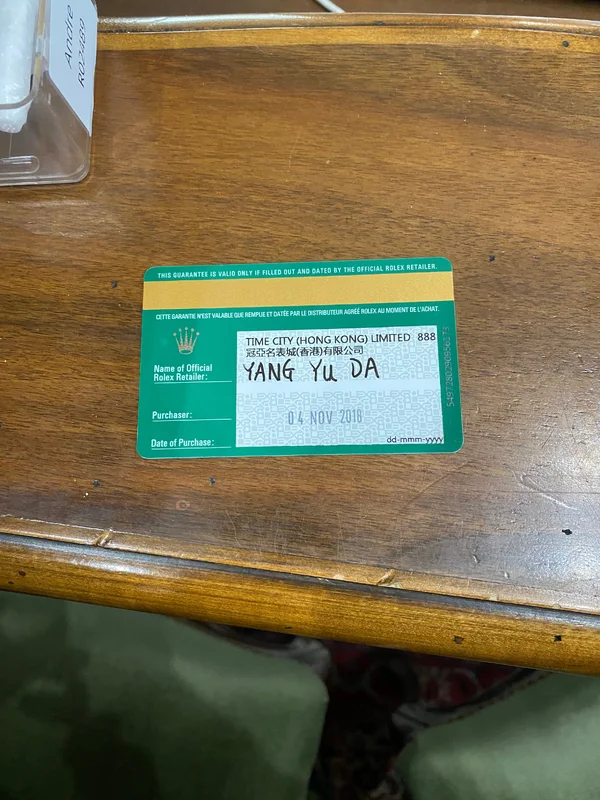 Andre
R02489
THIS GUARANTEE IS VALID ONLY IF FILLED OUT AND DATED BY THE OFFICIAL ROLEX RETAILER.
CETTE GARANTIE N'EST VALABLE QUE REMPLIE ET DATÉE PAR LE DISTRIBUTEUR AGRÉÉ ROLEX AU MOMENT DE L'ACHAT.
Name of Official
Rolex Retailer:
TIME CITY (HONG KONG) LIMITED 888
冠亞名表城(香港)有限公司
YANG YU DA
Purchaser:
04 NOV 2018
Date of Purchase:
dd-mmm-yyyy